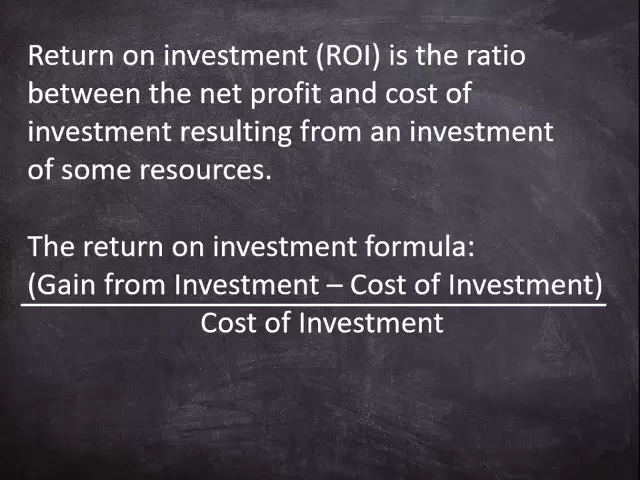 Return on investment (ROI) is the ratio
between the net profit and cost of
investment resulting from an investment
of some resources.
The return on investment formula:
(Gain from Investment – Cost of Investment)
Cost of Investment